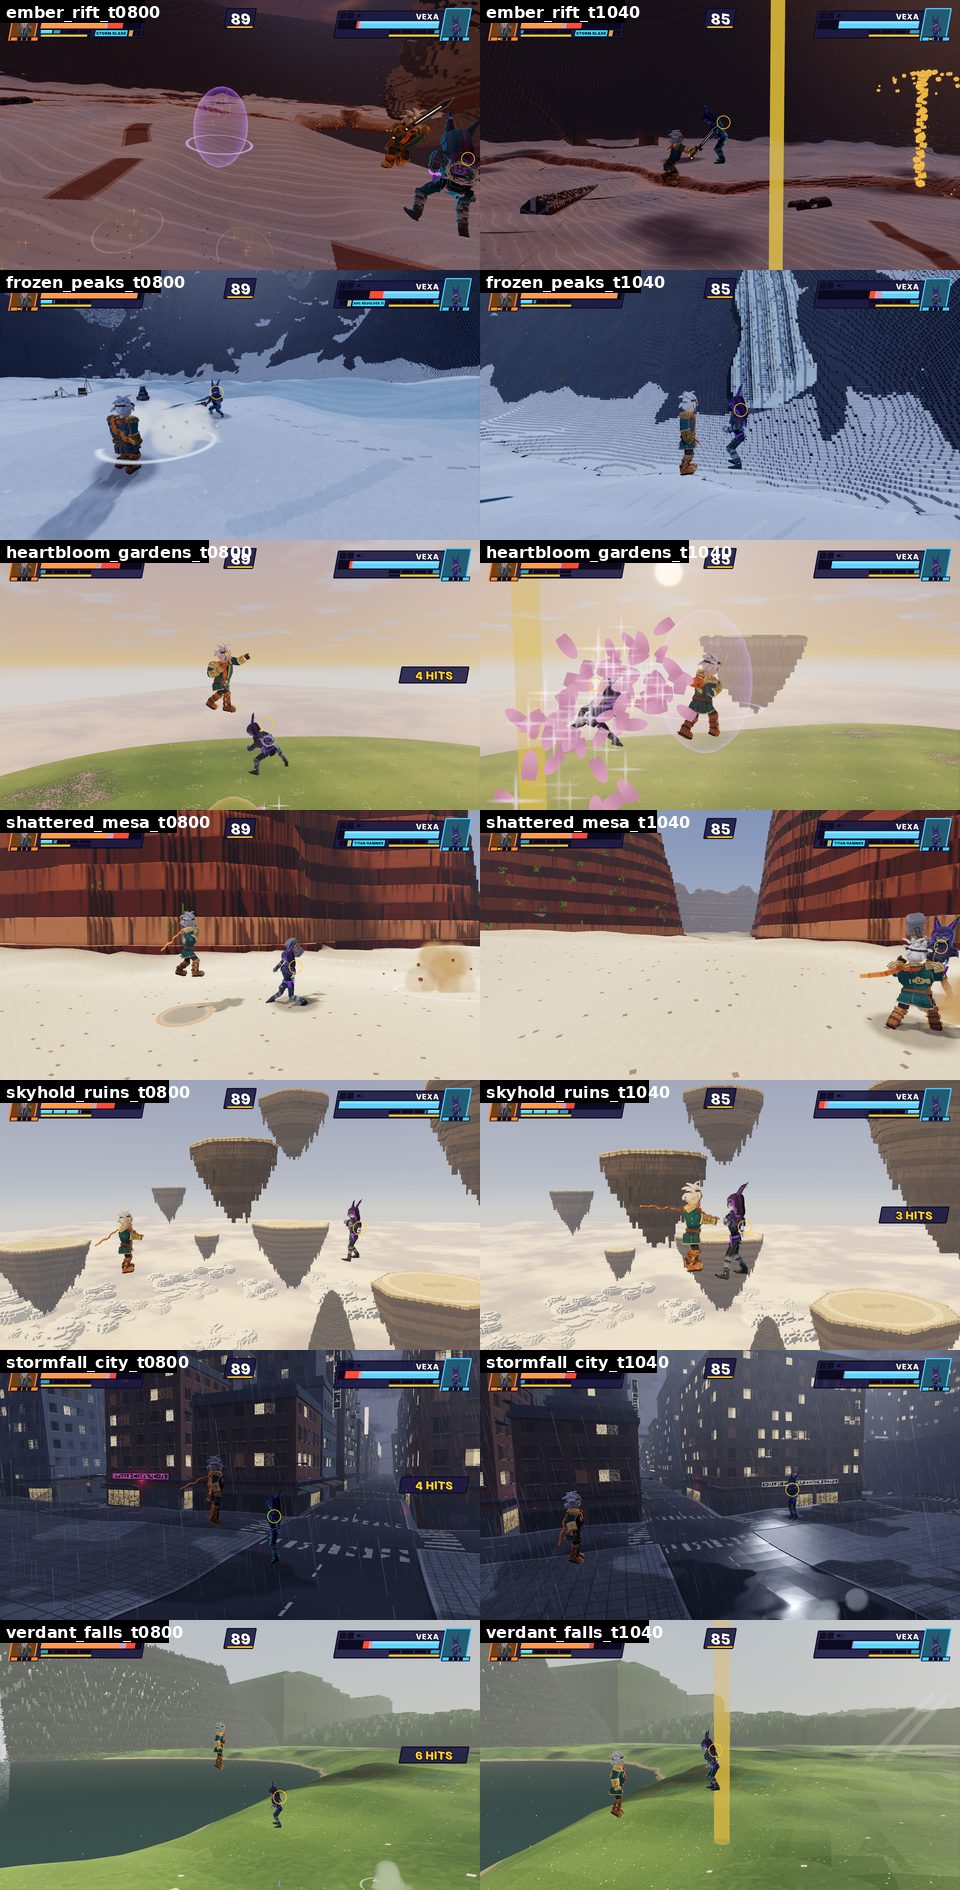 ember_rift_t0800
89
VEXA
STORM BLADE
ember_rift_t1040
85
VEXA
STORM BLADE
frozen_peaks_t0800
89
VEXA
frozen_peaks_t1040
85
VEXA
heartbloom_gardens_t0800
89
VEXA
4 HITS
heartbloom_gardens_t1040
85
VEXA
shattered_mesa_t0800
89
VEXA
TITAN HAMMER
shattered_mesa_t1040
85
VEXA
TITAN HAMMER
skyhold_ruins_t0800
89
VEXA
skyhold_ruins_t1040
85
VEXA
3 HITS
stormfall_city_t0800
89
VEXA
4 HITS
stormfall_city_t1040
85
VEXA
verdant_falls_t0800
89
VEXA
6 HITS
verdant_falls_t1040
85
VEXA